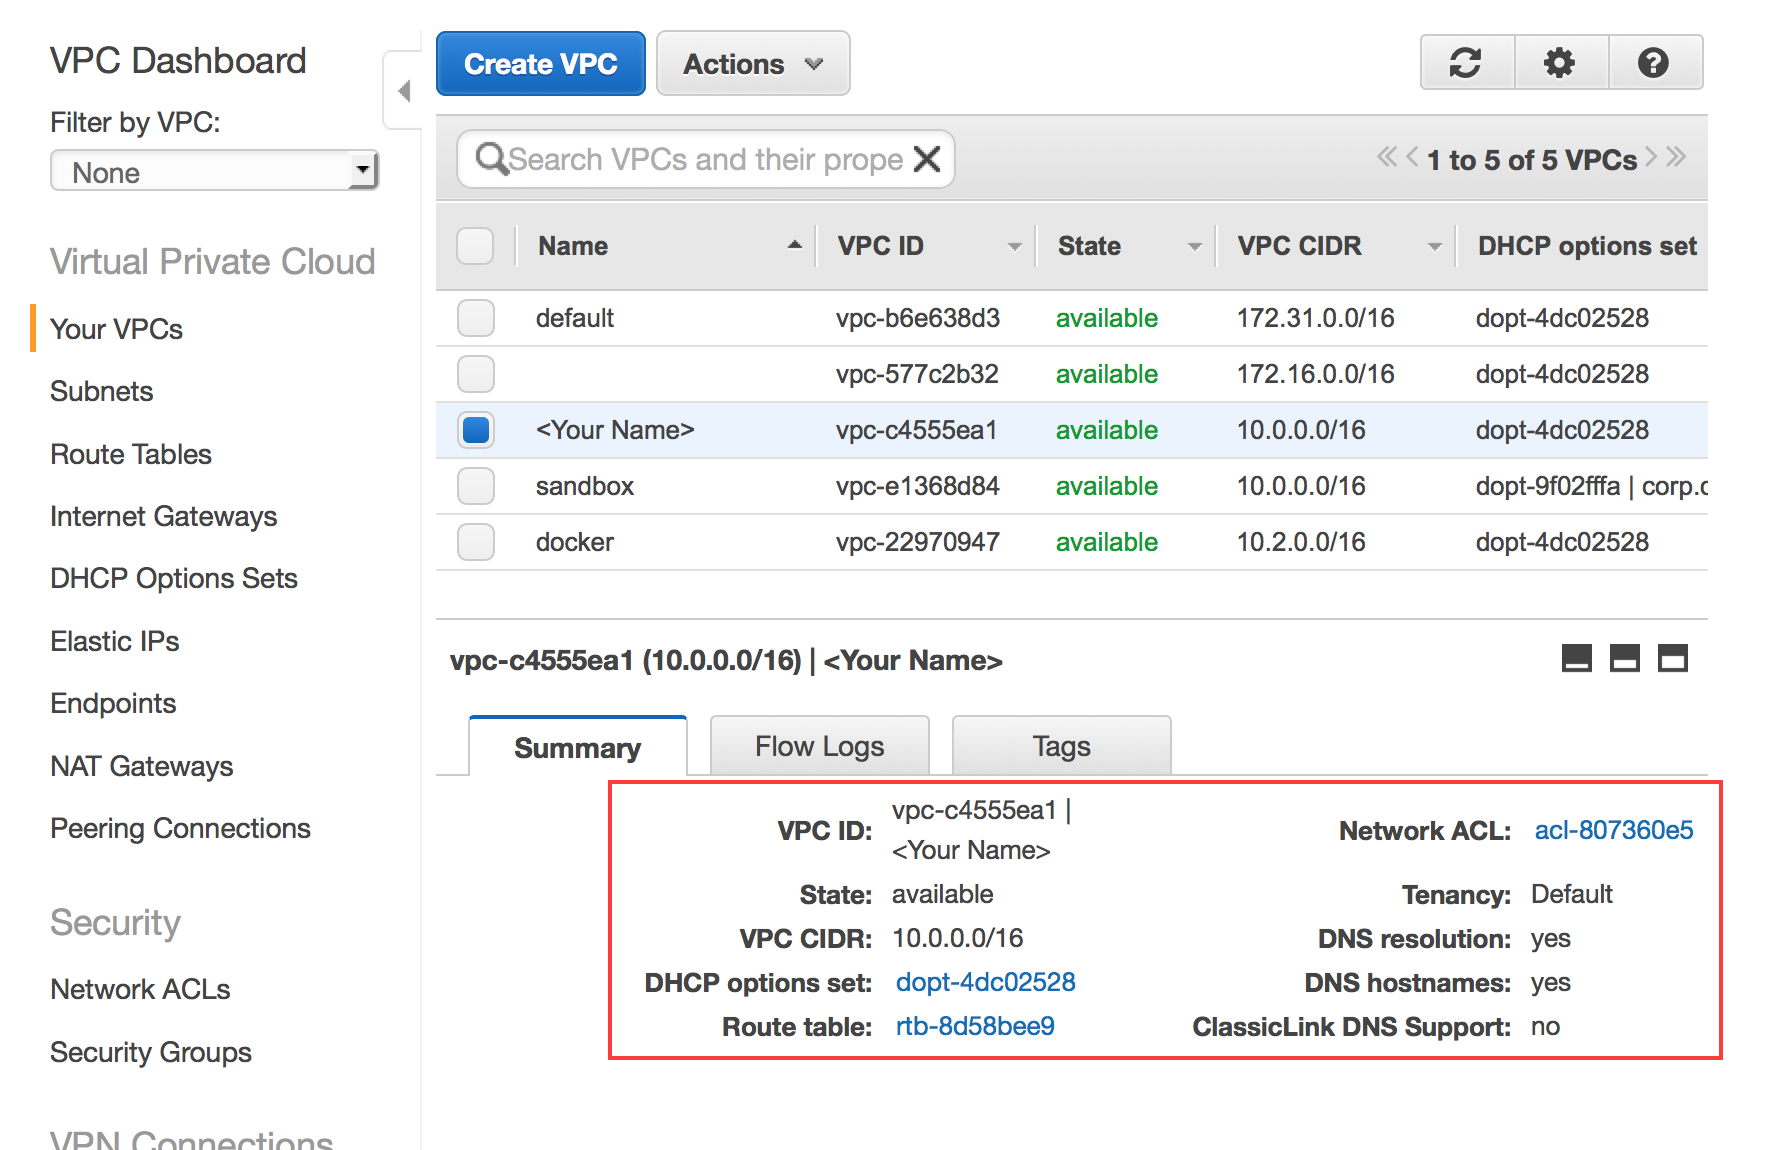 VPC Dashboard
Filter by VPC:
None
Virtual Private Cloud
Your VPCs
Subnets
Route Tables
Internet Gateways
DHCP Options Sets
Elastic IPs
Endpoints
NAT Gateways
Peering Connections
Security
Network ACLs
Security Groups
VPN Connections
Create VPC Actions
Search VPCs and their prope
1 to 5 of 5 VPCs
Name VPC ID State VPC CIDR DHCP options set
default vpc-b6e638d3 available 172.31.0.0/16 dopt-4dc02528
vpc-577c2b32 available 172.16.0.0/16 dopt-4dc02528
<Your Name> vpc-c4555ea1 available 10.0.0.0/16 dopt-4dc02528
sandbox vpc-e1368d84 available 10.0.0.0/16 dopt-9f02fffa | corp.c
docker vpc-22970947 available 10.2.0.0/16 dopt-4dc02528
vpc-c4555ea1 (10.0.0.0/16) | <Your Name>
Summary Flow Logs Tags
VPC ID: vpc-c4555ea1 |
<Your Name>
Network ACL: acl-807360e5
State: available Tenancy: Default
VPC CIDR: 10.0.0.0/16 DNS resolution: yes
DHCP options set: dopt-4dc02528 DNS hostnames: yes
Route table: rtb-8d58bee9 ClassicLink DNS Support: no